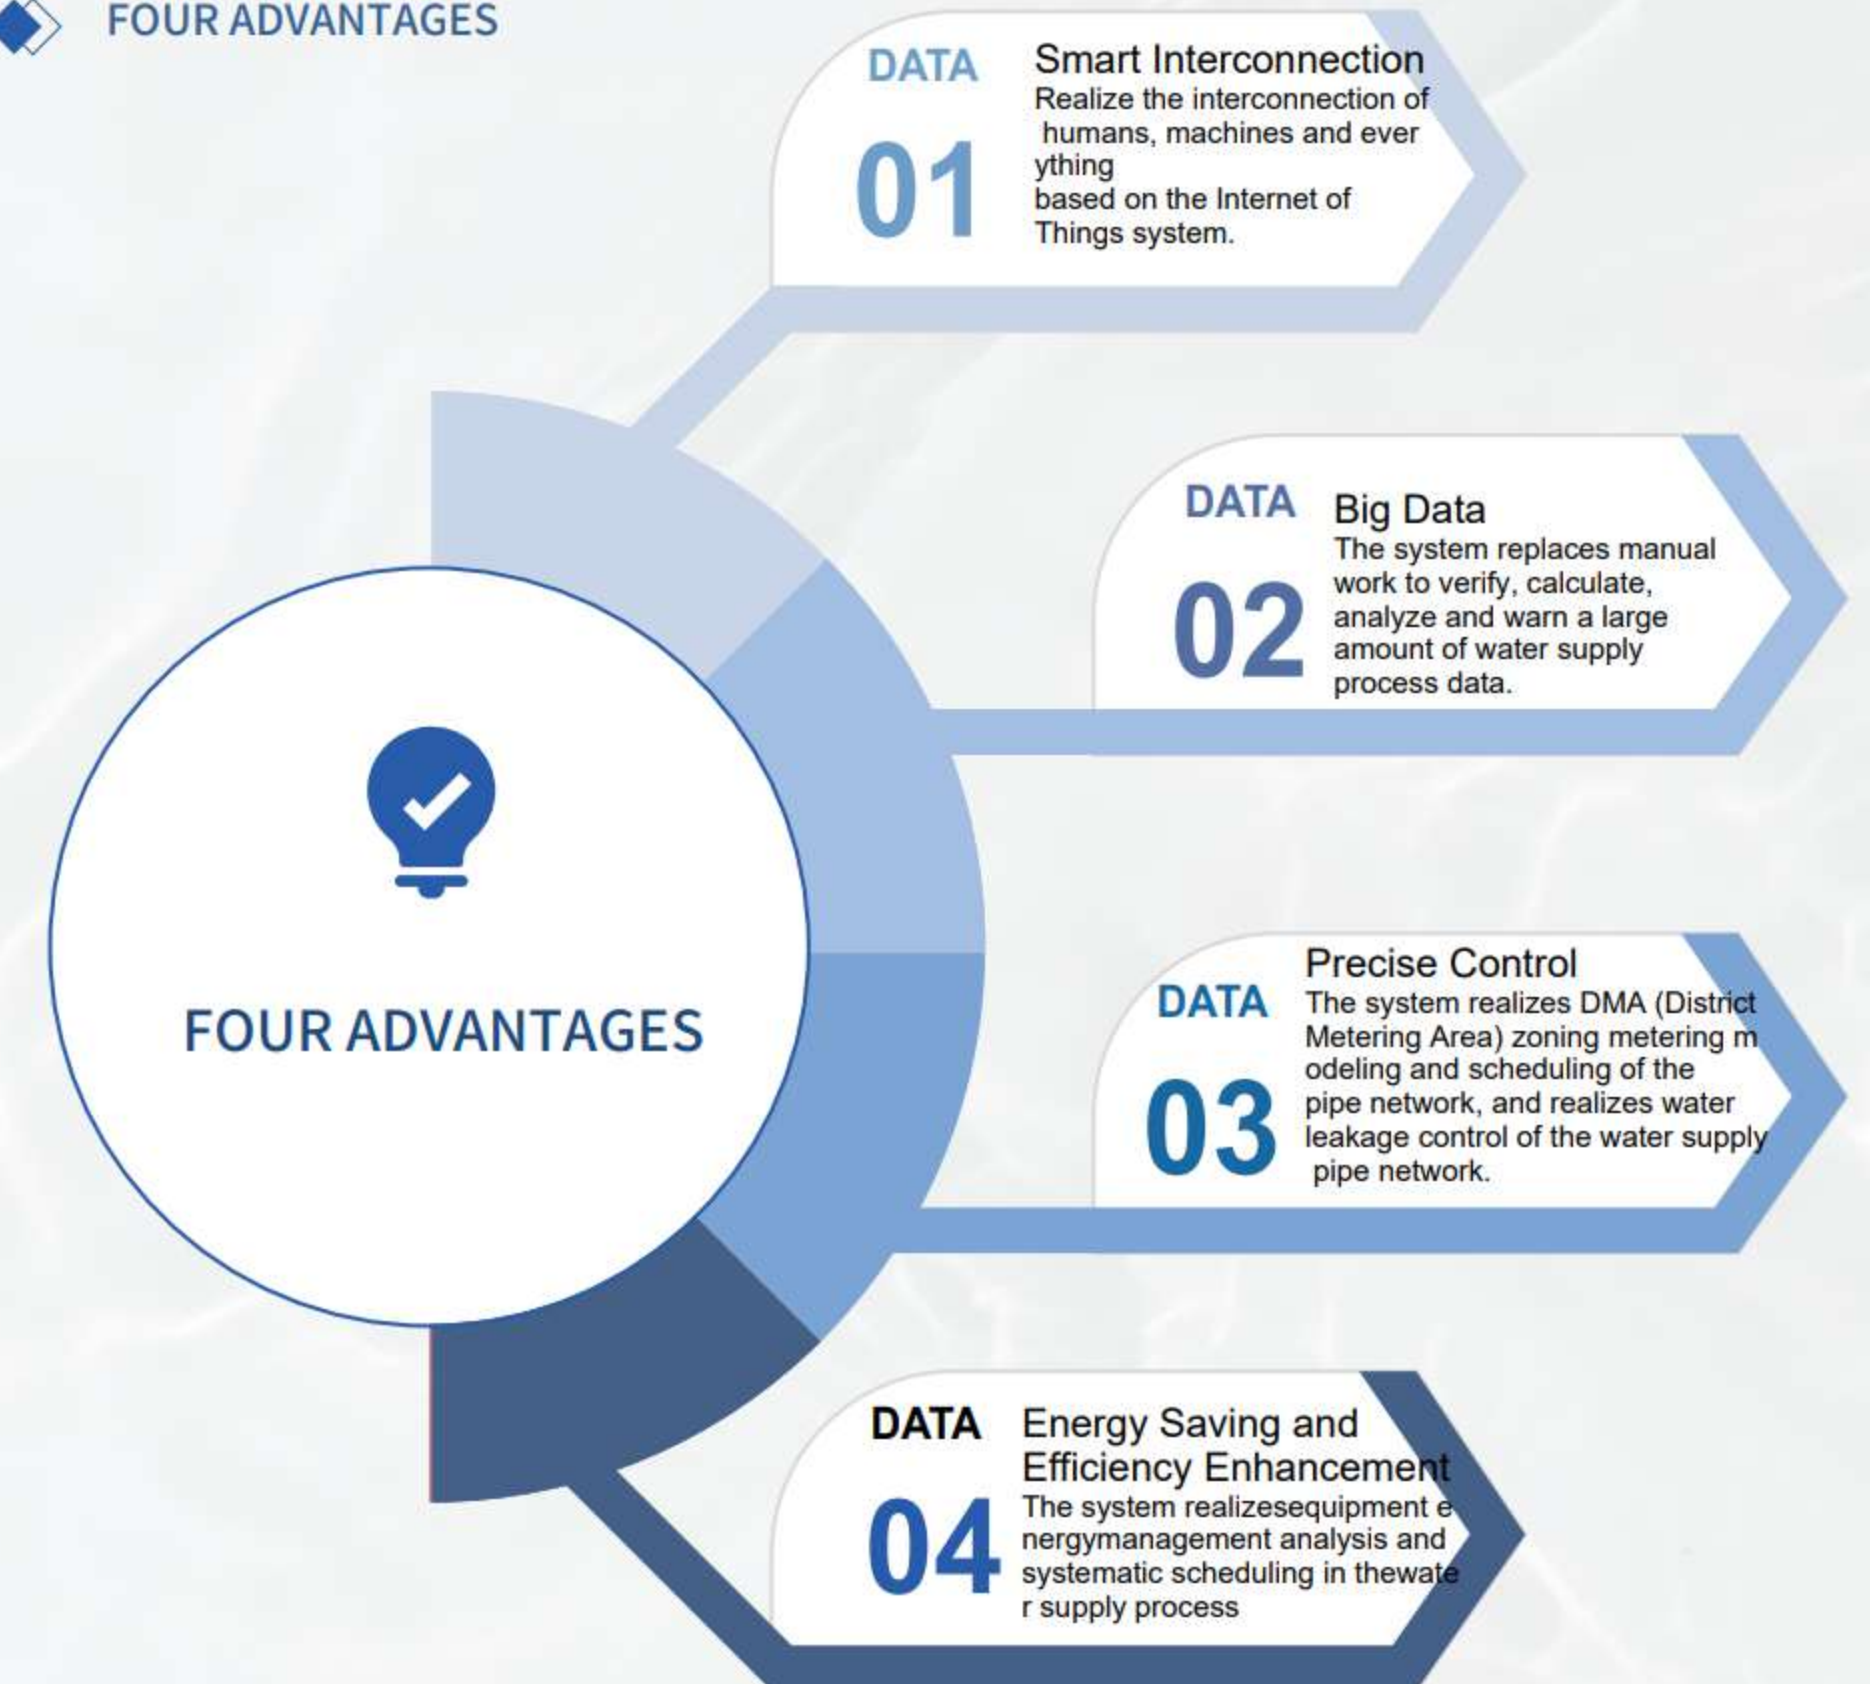 FOUR ADVANTAGES
DATA
01
Smart Interconnection
Realize the interconnection of
humans, machines and ever
ything
based on the Internet of
Things system.
DATA
02
Big Data
The system replaces manual
work to verify, calculate,
analyze and warn a large
amount of water supply
process data.
FOUR ADVANTAGES
DATA
03
Precise Control
The system realizes DMA (District
Metering Area) zoning metering m
odeling and scheduling of the
pipe network, and realizes water
leakage control of the water supply
pipe network.
DATA
04
Energy Saving and
Efficiency Enhancement
The system realizesequipment e
nergymanagement analysis and
systematic scheduling in thewate
r supply process